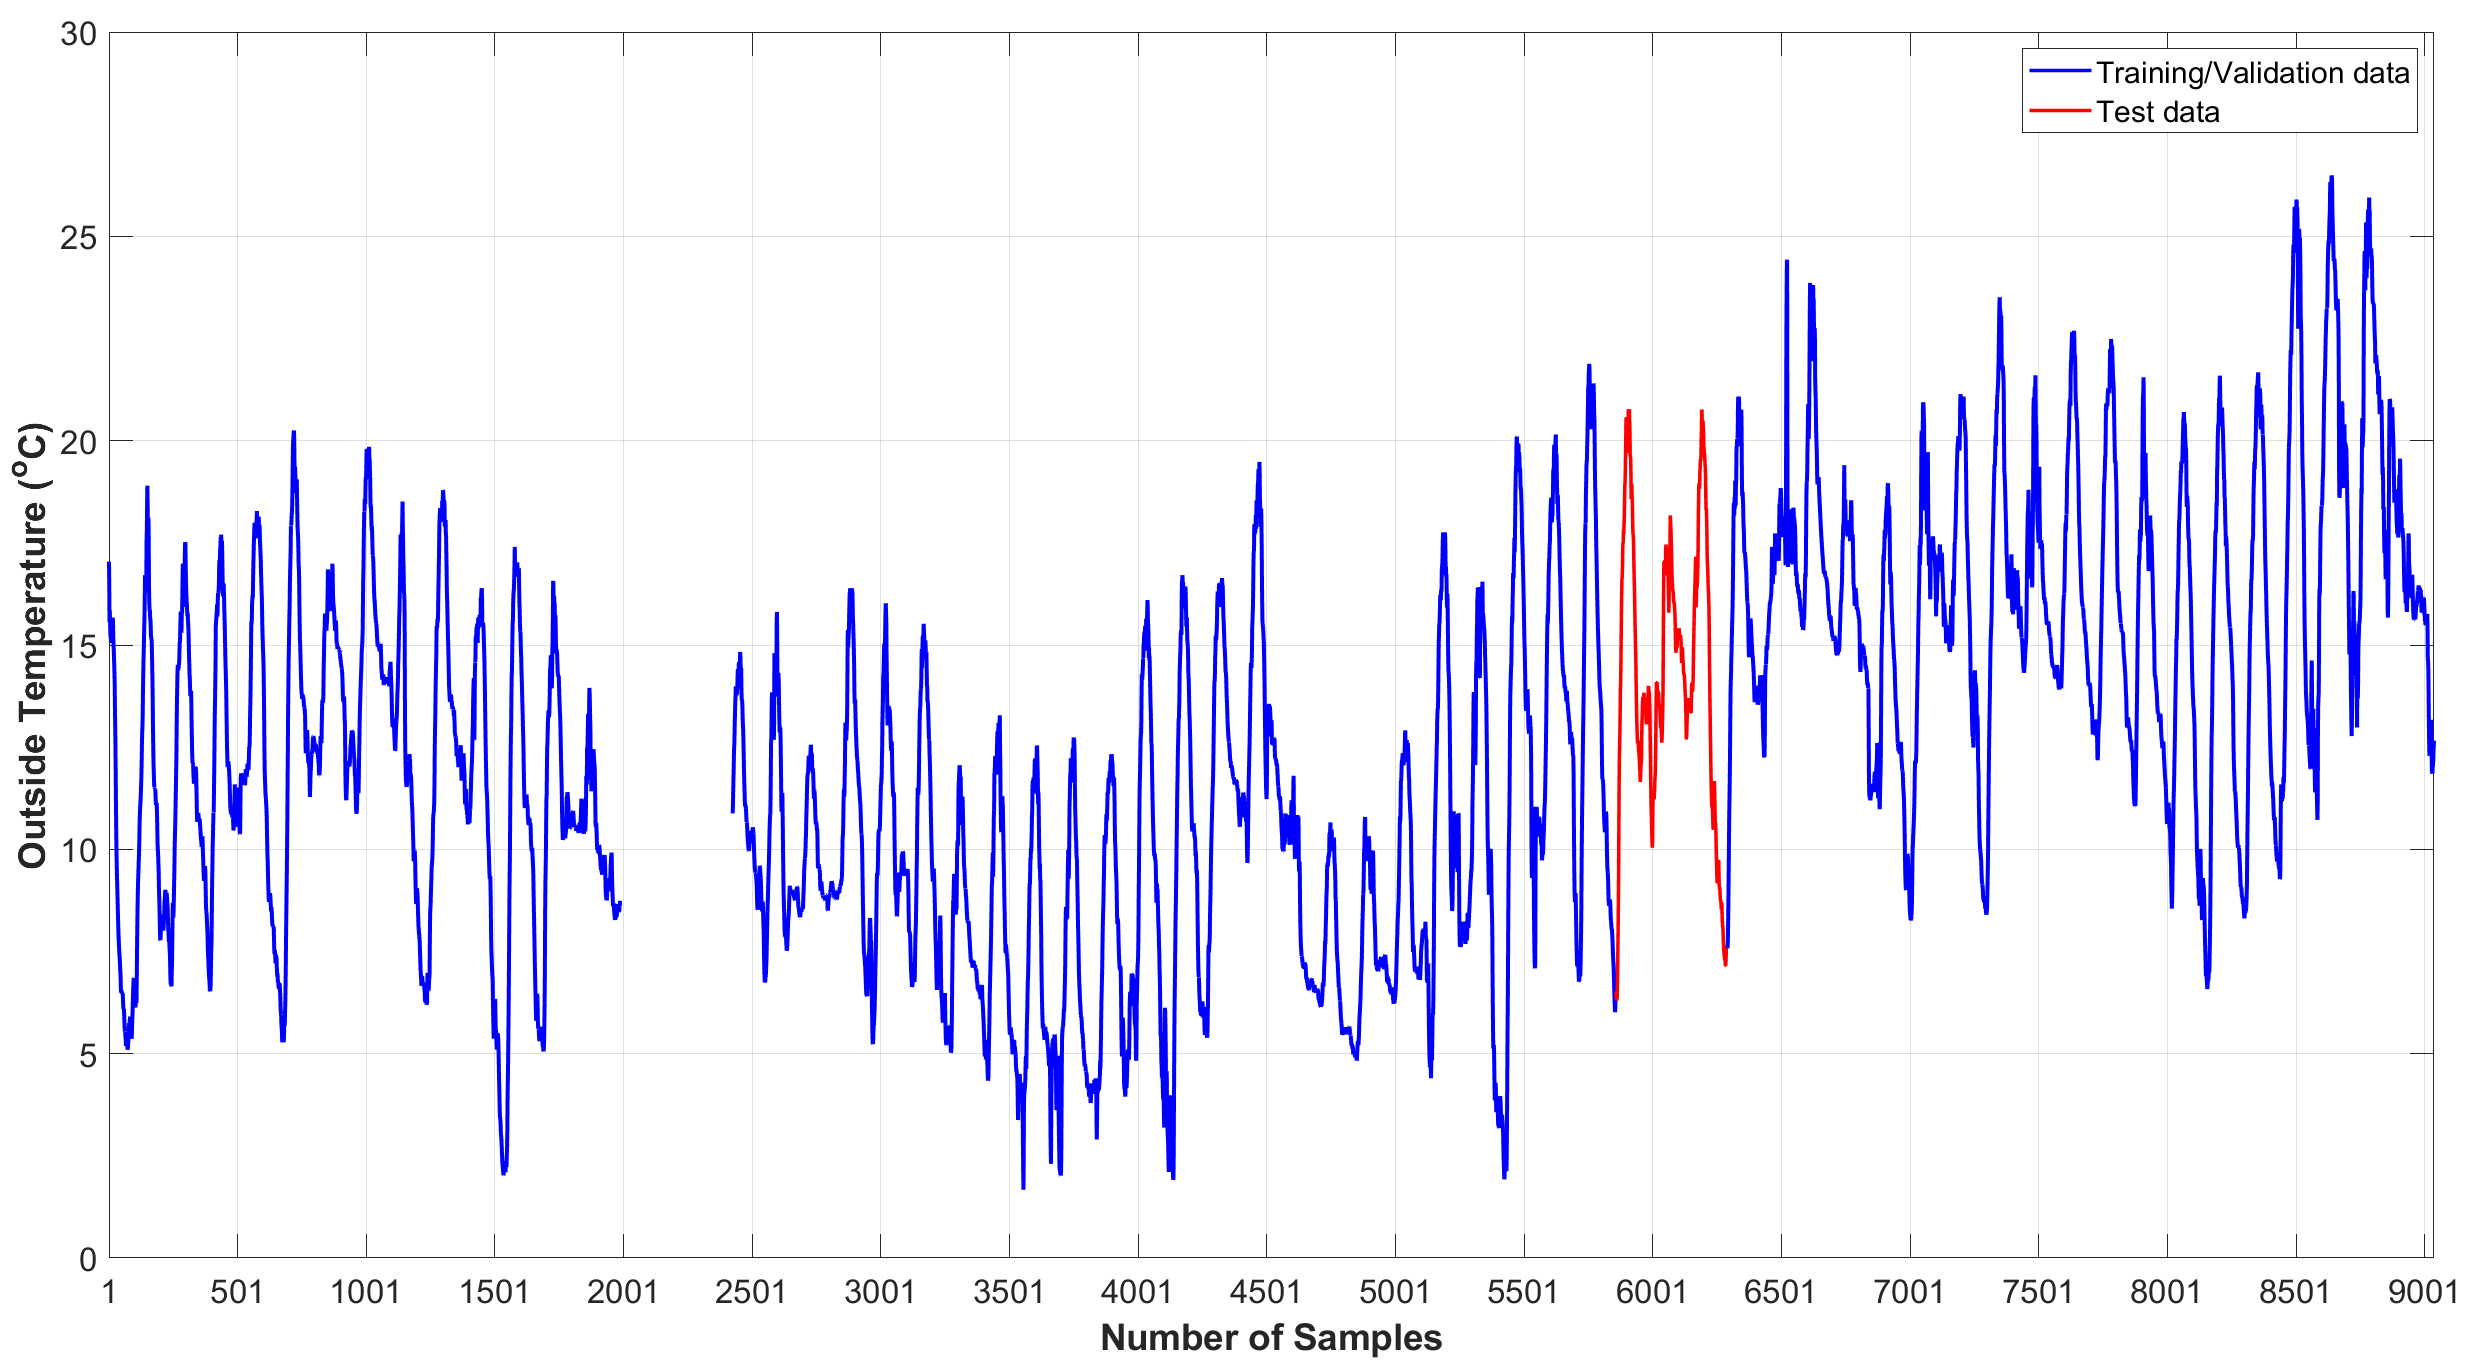 30
25
20
15
10
5
0
Outside Temperature (°C)
Training/Validation data
Test data
1 501 1001 1501 2001 2501 3001 3501 4001 4501 5001 5501 6001 6501 7001 7501 8001 8501 9001
Number of Samples